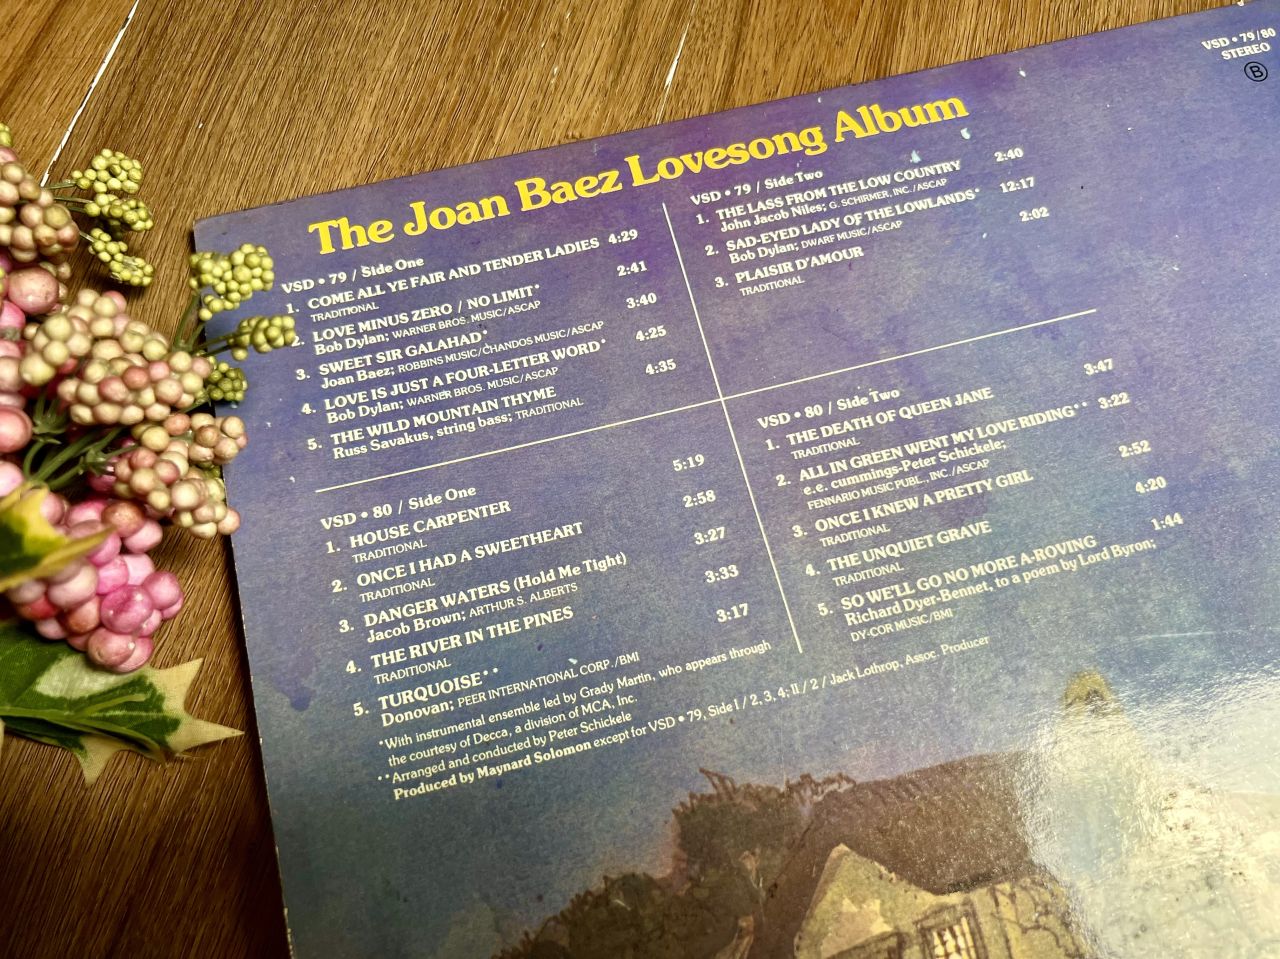 VSD • 79/80
STEREO
B
The Joan Baez Lovesong Album
VSD • 79 / Side One
1. COME ALL YE FAIR AND TENDER LADIES 4:29
TRADITIONAL
2. LOVE MINUS ZERO / NO LIMIT* 2:41
Bob Dylan; WARNER BROS. MUSIC/ASCAP
3. SWEET SIR GALAHAD* 3:40
Joan Baez; ROBBINS MUSIC/CHANDOS MUSIC/ASCAP
4. LOVE IS JUST A FOUR-LETTER WORD* 4:25
Bob Dylan; WARNER BROS. MUSIC/ASCAP
5. THE WILD MOUNTAIN THYME 4:35
Russ Savakus, string bass; TRADITIONAL
VSD • 79 / Side Two
1. THE LASS FROM THE LOW COUNTRY 2:40
John Jacob Niles; G. SCHIRMER, INC./ASCAP
2. SAD-EYED LADY OF THE LOWLANDS* 12:17
Bob Dylan; DWARF MUSIC/ASCAP
3. PLAISIR D'AMOUR 2:02
TRADITIONAL
VSD • 80 / Side One
1. HOUSE CARPENTER 5:19
TRADITIONAL
2. ONCE I HAD A SWEETHEART 2:58
TRADITIONAL
3. DANGER WATERS (Hold Me Tight) 3:27
Jacob Brown; ARTHUR S. ALBERTS
4. THE RIVER IN THE PINES 3:33
TRADITIONAL
5. TURQUOISE** 3:17
Donovan; PEER INTERNATIONAL CORP./BMI
VSD • 80 / Side Two
1. THE DEATH OF QUEEN JANE 3:47
TRADITIONAL
2. ALL IN GREEN WENT MY LOVE RIDING** 3:22
e.e. cummings-Peter Schickele;
FENNARIO MUSIC PUBL., INC./ASCAP
3. ONCE I KNEW A PRETTY GIRL 2:52
TRADITIONAL
4. THE UNQUIET GRAVE 4:20
TRADITIONAL
5. SO WE'LL GO NO MORE A-ROVING 1:44
Richard Dyer-Bennet, to a poem by Lord Byron;
DY-COR MUSIC/BMI
*With instrumental ensemble led by Grady Martin, who appears through
the courtesy of Decca, a division of MCA, Inc.
**Arranged and conducted by Peter Schickele
Produced by Maynard Solomon except for VSD • 79, Side I / 2, 3, 4; II / 2 / Jack Lothrop, Assoc. Producer